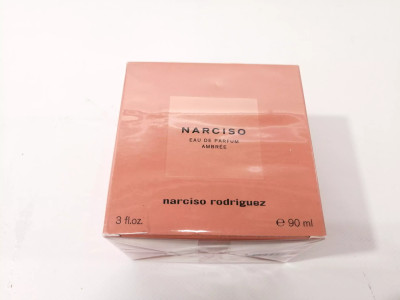 NARCISO
EAU DE PARFUM
AMBRÉE
narciso rodriguez
3 fl.oz. ℮ 90 ml